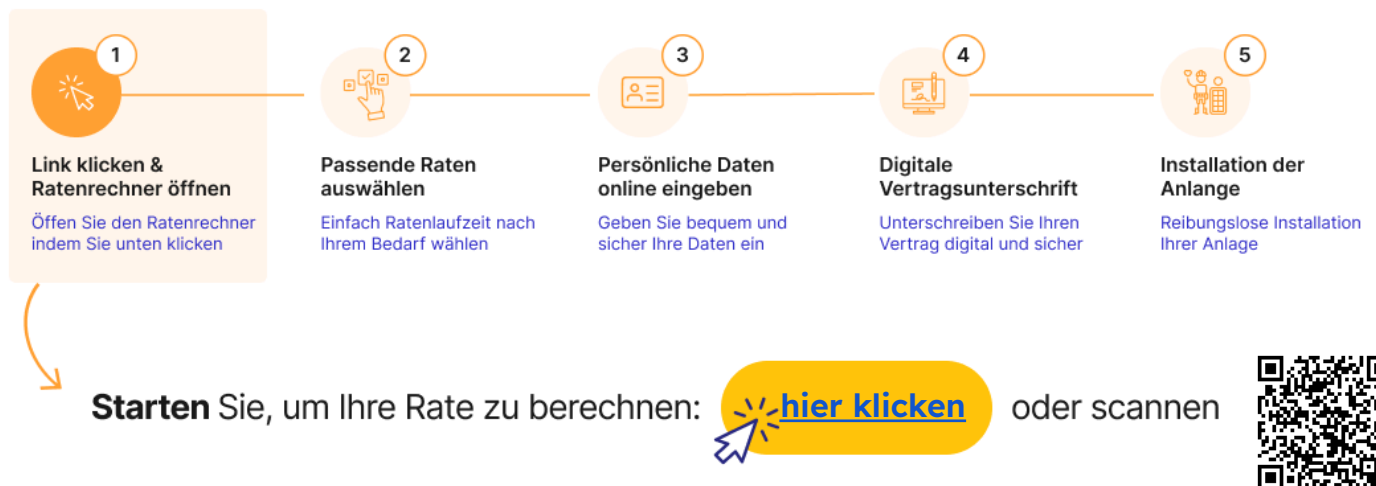 1
Link klicken &
Ratenrechner öffnen
Öffen Sie den Ratenrechner
indem Sie unten klicken
2
Passende Raten
auswählen
Einfach Ratenlaufzeit nach
Ihrem Bedarf wählen
3
Persönliche Daten
online eingeben
Geben Sie bequem und
sicher Ihre Daten ein
4
Digitale
Vertragsunterschrift
Unterschreiben Sie Ihren
Vertrag digital und sicher
5
Installation der
Anlange
Reibungslose Installation
Ihrer Anlage
Starten Sie, um Ihre Rate zu berechnen: hier klicken oder scannen